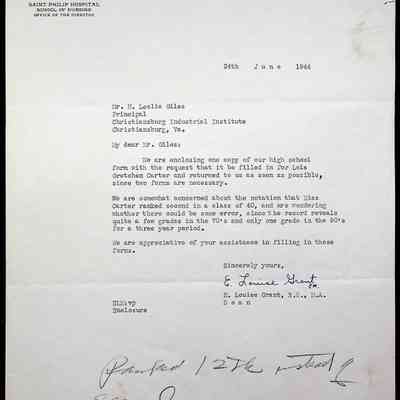 SAINT PHILIP HOSPITAL
SCHOOL OF NURSING
OFFICE OF THE DIRECTOR
24th June 1944
Mr. H. Leslie Giles
Principal
Christiansburg Industrial Institute
Christiansburg, Va.
My dear Mr. Giles:
We are enclosing one copy of our high school
form with the request that it be filled in for Lois
Gretchen Carter and returned to us as soon as possible,
since two forms are necessary.
We are somewhat concerned about the notation that Miss
Carter ranked second in a class of 40, and are wondering
whether there could be some error, since the record reveals
quite a few grades in the 70's and only one grade in the 90's
for a three year period.
We are appreciative of your assistance in filling in these
forms.
Sincerely yours,
E. Louise Grant
E. Louise Grant, R.N., M.A.
Dean
Enclosure
Ranked 12th instead of